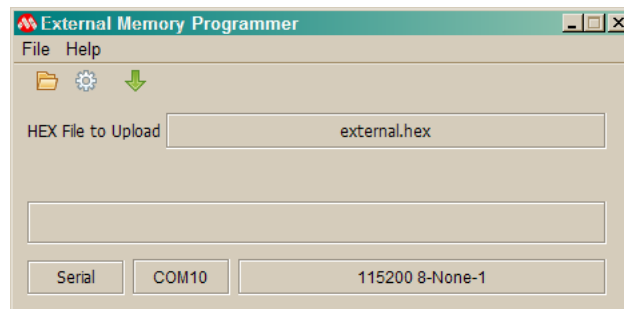 External Memory Programmer
File Help
HEX File to Upload external.hex
Serial COM10 115200 8-None-1